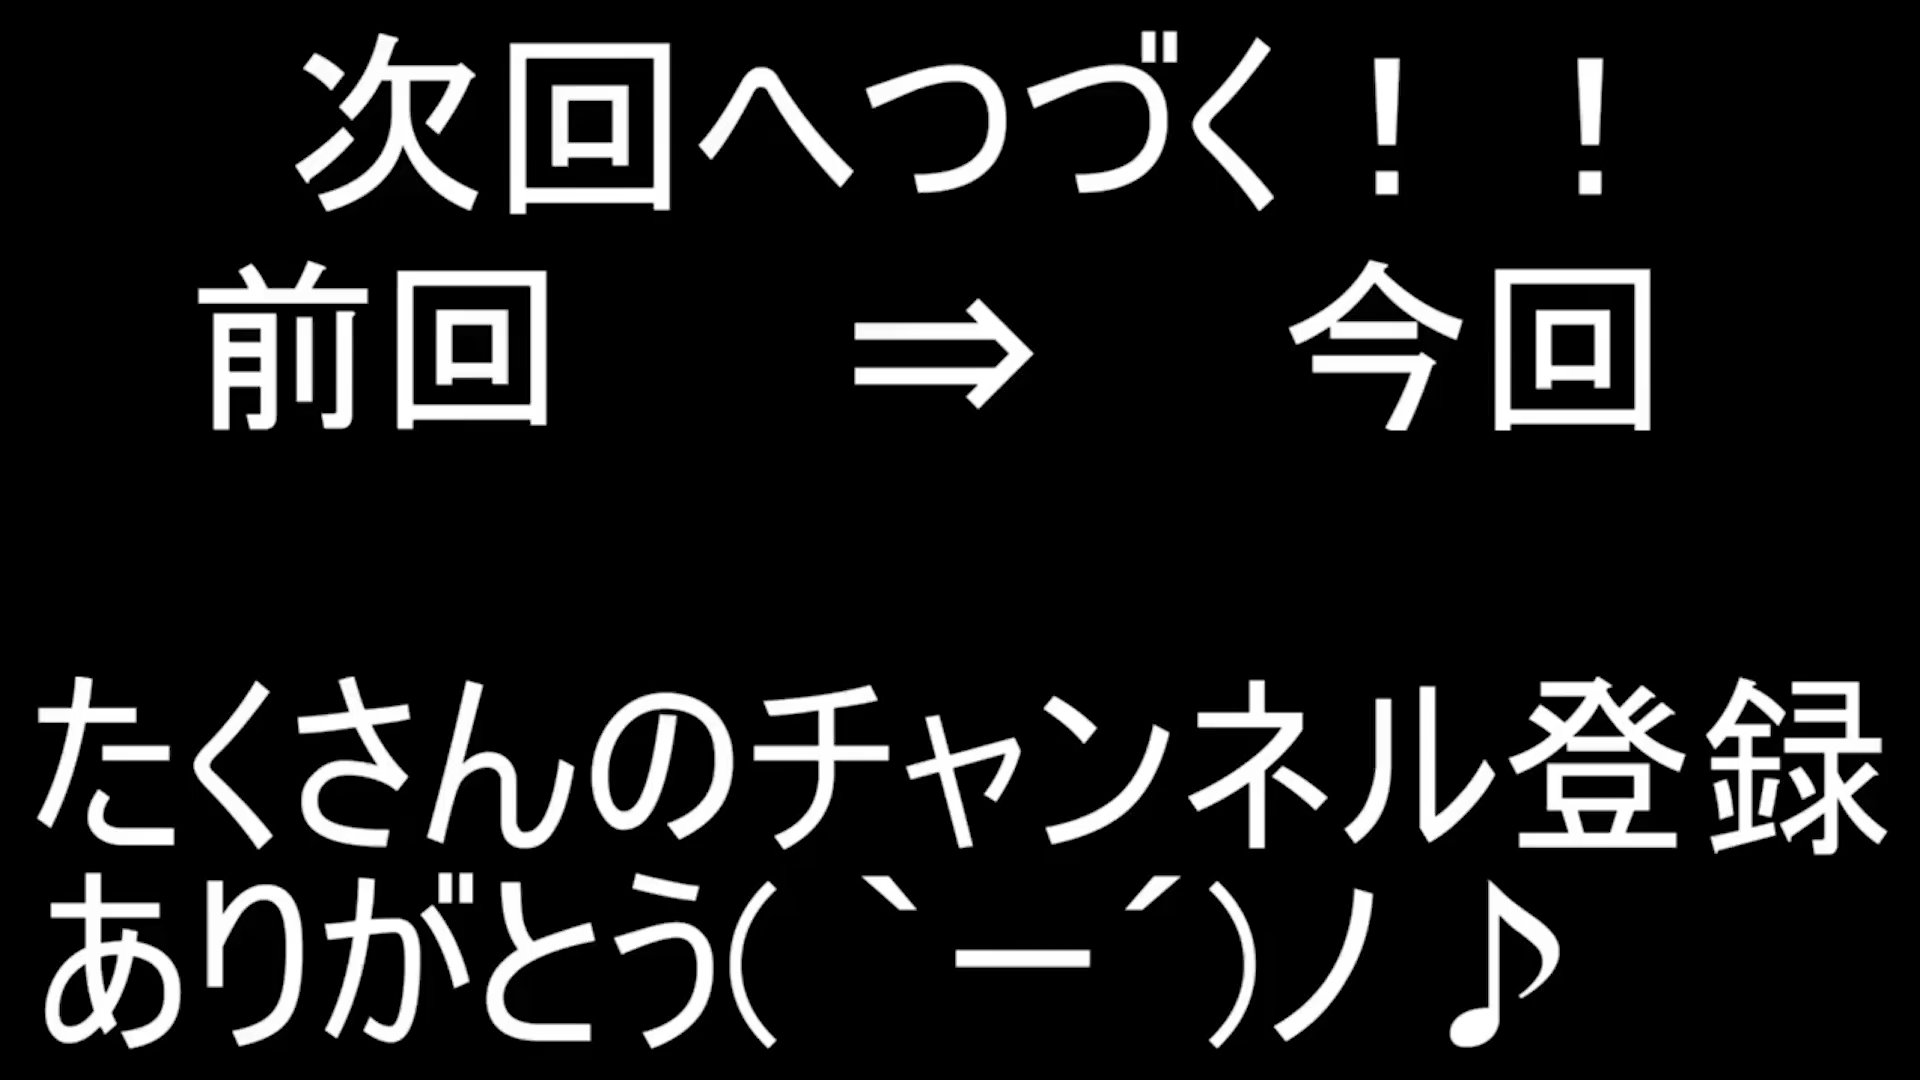 次回へつづく！！
前回　⇒　今回
たくさんのチャンネル登録
ありがとう( `ー´)ノ♪